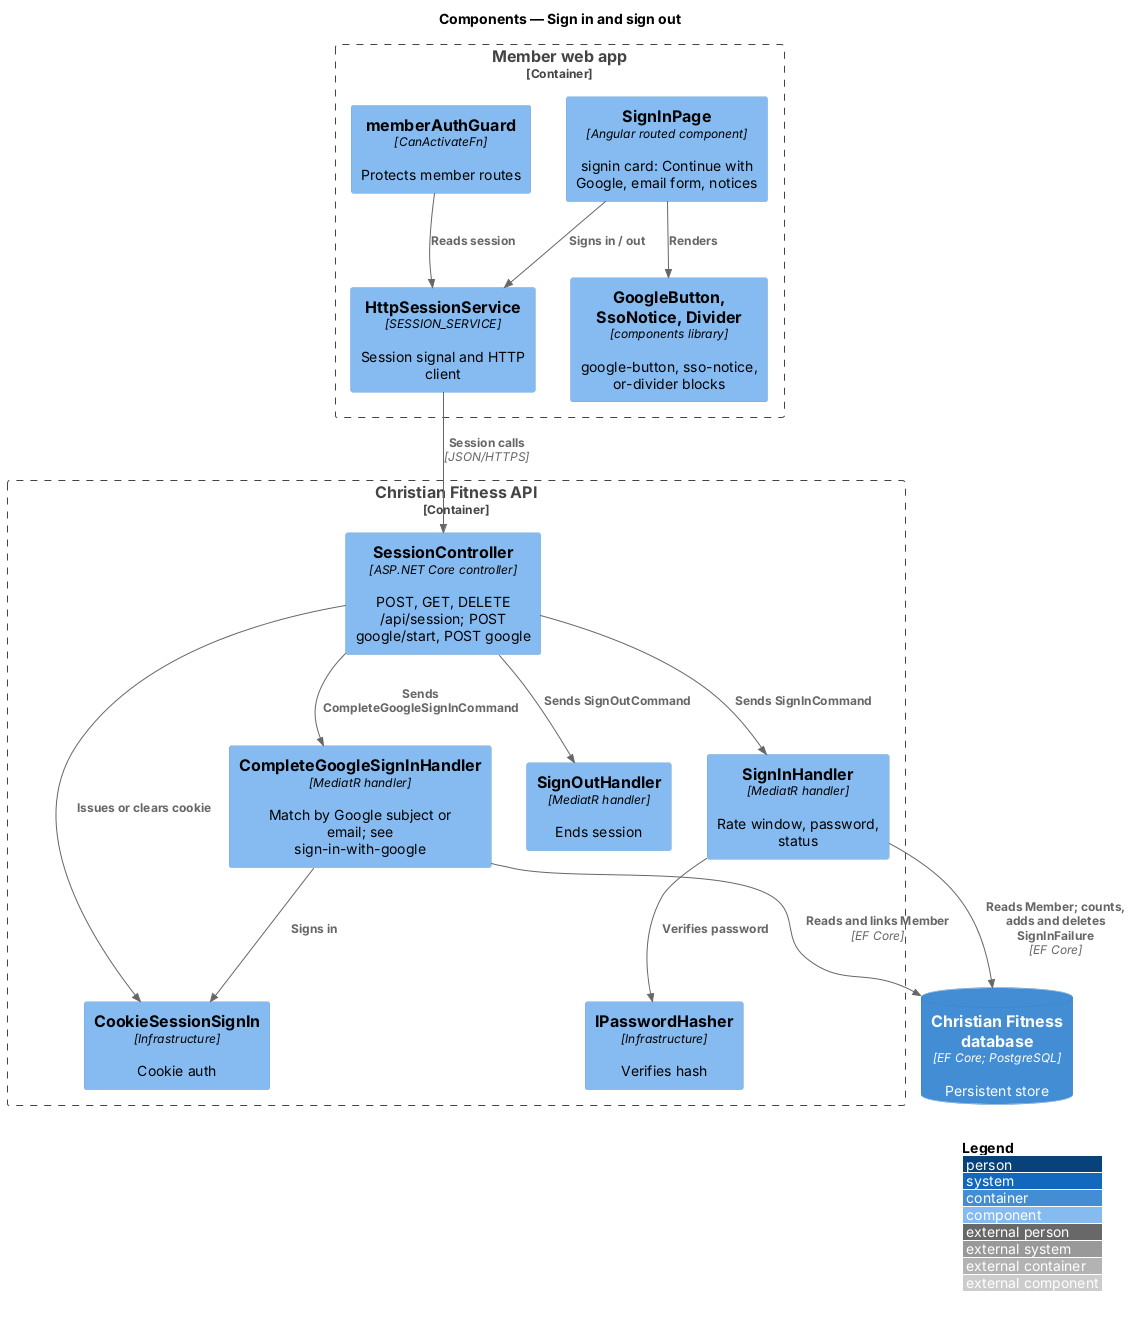 Components — Sign in and sign out
Member web app
[Container]
memberAuthGuard
[CanActivateFn]
Protects member routes
SignInPage
[Angular routed component]
signin card: Continue with
Google, email form, notices
Reads session
Signs in / out
Renders
HttpSessionService
[SESSION_SERVICE]
Session signal and HTTP
client
GoogleButton,
SsoNotice, Divider
[components library]
google-button, sso-notice,
or-divider blocks
Session calls
[JSON/HTTPS]
Christian Fitness API
[Container]
SessionController
[ASP.NET Core controller]
POST, GET, DELETE
/api/session; POST
google/start, POST google
Sends
CompleteGoogleSignInCommand
Sends SignOutCommand
Sends SignInCommand
Issues or clears cookie
CompleteGoogleSignInHandler
[MediatR handler]
Match by Google subject or
email; see
sign-in-with-google
SignOutHandler
[MediatR handler]
Ends session
SignInHandler
[MediatR handler]
Rate window, password,
status
Signs in
Verifies password
Reads and links Member
[EF Core]
Reads Member; counts,
adds and deletes
SignInFailure
[EF Core]
CookieSessionSignIn
[Infrastructure]
Cookie auth
IPasswordHasher
[Infrastructure]
Verifies hash
Christian Fitness
database
[EF Core; PostgreSQL]
Persistent store
Legend
person
system
container
component
external person
external system
external container
external component